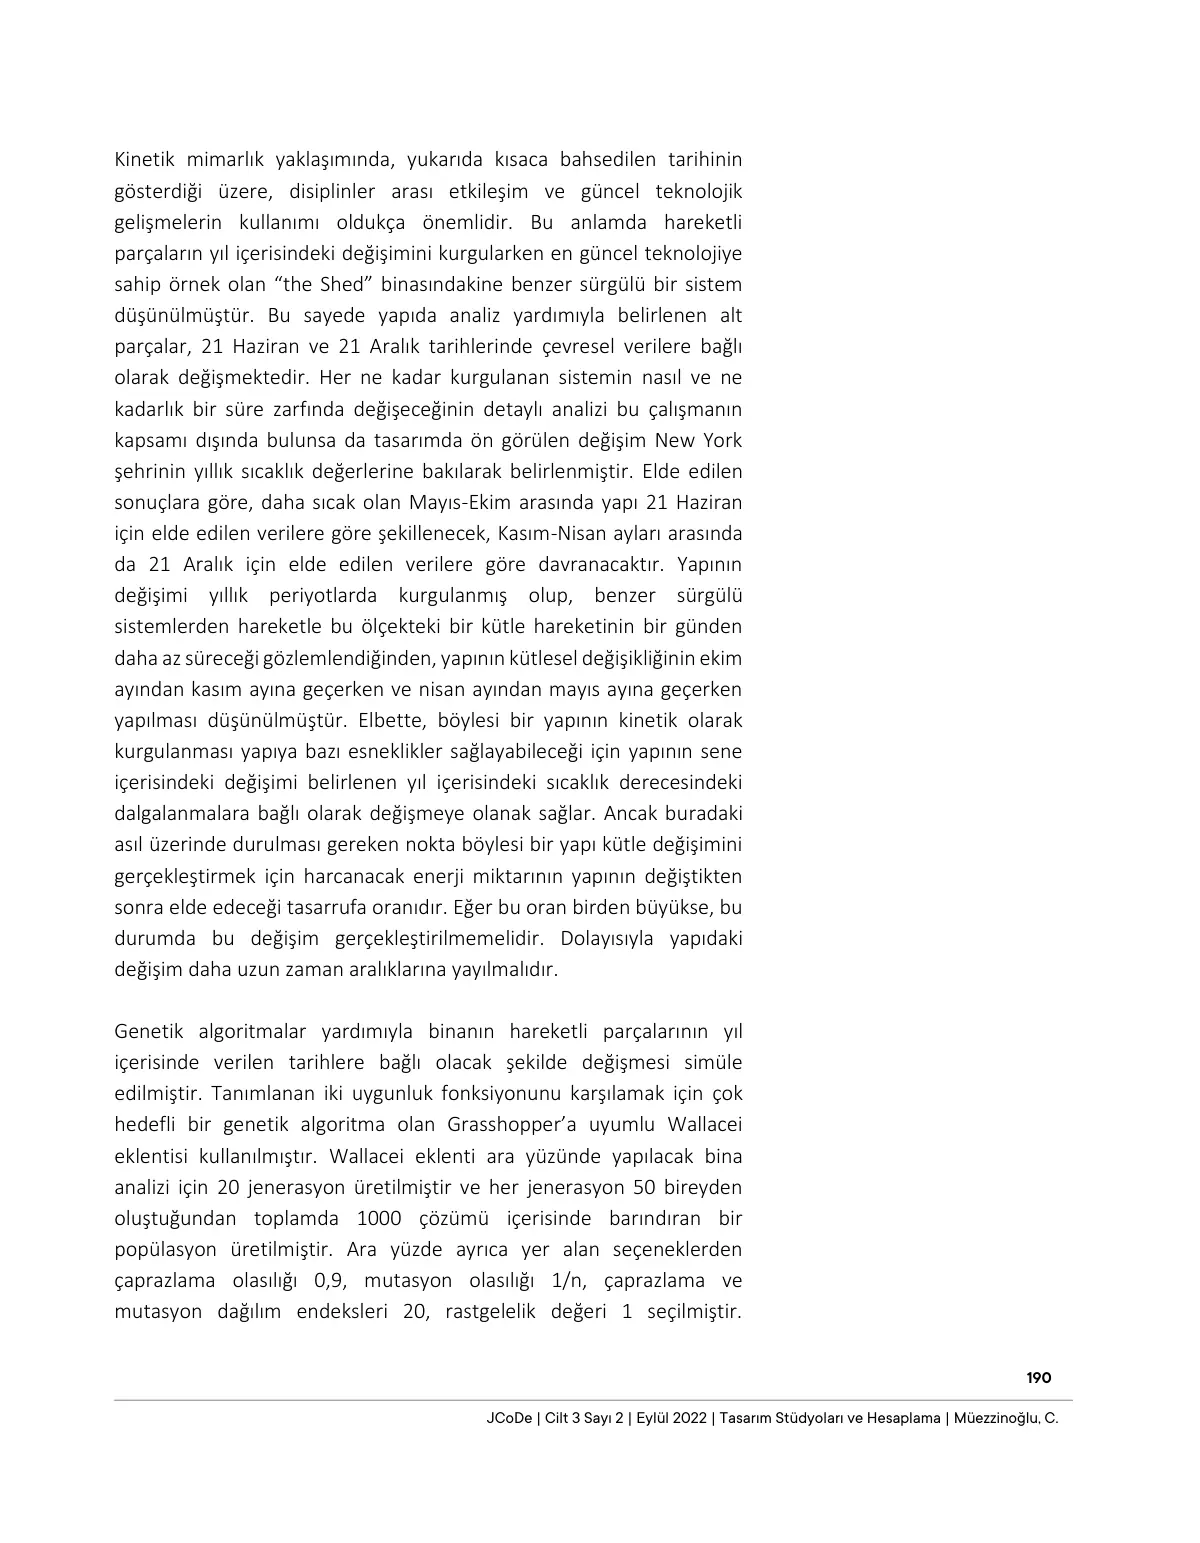 Kinetik mimarlık yaklaşımında, yukarıda kısaca bahsedilen tarihinin
gösterdiği üzere, disiplinler arası etkileşim ve güncel teknolojik
gelişmelerin kullanımı oldukça önemlidir. Bu anlamda hareketli
parçaların yıl içerisindeki değişimini kurgularken en güncel teknolojiye
sahip örnek olan “the Shed” binasındakine benzer sürgülü bir sistem
düşünülmüştür. Bu sayede yapıda analiz yardımıyla belirlenen alt
parçalar, 21 Haziran ve 21 Aralık tarihlerinde çevresel verilere bağlı
olarak değişmektedir. Her ne kadar kurgulanan sistemin nasıl ve ne
kadarlık bir süre zarfında değişeceğinin detaylı analizi bu çalışmanın
kapsamı dışında bulunsa da tasarımda ön görülen değişim New York
şehrinin yıllık sıcaklık değerlerine bakılarak belirlenmiştir. Elde edilen
sonuçlara göre, daha sıcak olan Mayıs-Ekim arasında yapı 21 Haziran
için elde edilen verilere göre şekillenecek, Kasım-Nisan ayları arasında
da 21 Aralık için elde edilen verilere göre davranacaktır. Yapının
değişimi yıllık periyotlarda kurgulanmış olup, benzer sürgülü
sistemlerden hareketle bu ölçekteki bir kütle hareketinin bir günden
daha az süreceği gözlemlendiğinden, yapının kütlesel değişikliğinin ekim
ayından kasım ayına geçerken ve nisan ayından mayıs ayına geçerken
yapılması düşünülmüştür. Elbette, böylesi bir yapının kinetik olarak
kurgulanması yapıya bazı esneklikler sağlayabileceği için yapının sene
içerisindeki değişimi belirlenen yıl içerisindeki sıcaklık derecesindeki
dalgalanmalara bağlı olarak değişmeye olanak sağlar. Ancak buradaki
asıl üzerinde durulması gereken nokta böylesi bir yapı kütle değişimini
gerçekleştirmek için harcanacak enerji miktarının yapının değiştikten
sonra elde edeceği tasarrufa oranıdır. Eğer bu oran birden büyükse, bu
durumda bu değişim gerçekleştirilmemelidir. Dolayısıyla yapıdaki
değişim daha uzun zaman aralıklarına yayılmalıdır.
Genetik algoritmalar yardımıyla binanın hareketli parçalarının yıl
içerisinde verilen tarihlere bağlı olacak şekilde değişmesi simüle
edilmiştir. Tanımlanan iki uygunluk fonksiyonunu karşılamak için çok
hedefli bir genetik algoritma olan Grasshopper’a uyumlu Wallacei
eklentisi kullanılmıştır. Wallacei eklenti ara yüzünde yapılacak bina
analizi için 20 jenerasyon üretilmiştir ve her jenerasyon 50 bireyden
oluştuğundan toplamda 1000 çözümü içerisinde barındıran bir
popülasyon üretilmiştir. Ara yüzde ayrıca yer alan seçeneklerden
çaprazlama olasılığı 0,9, mutasyon olasılığı 1/n, çaprazlama ve
mutasyon dağılım endeksleri 20, rastgelelik değeri 1 seçilmiştir.
190
JCoDe | Cilt 3 Sayı 2 | Eylül 2022 | Tasarım Stüdyoları ve Hesaplama | Müezzinoğlu, C.